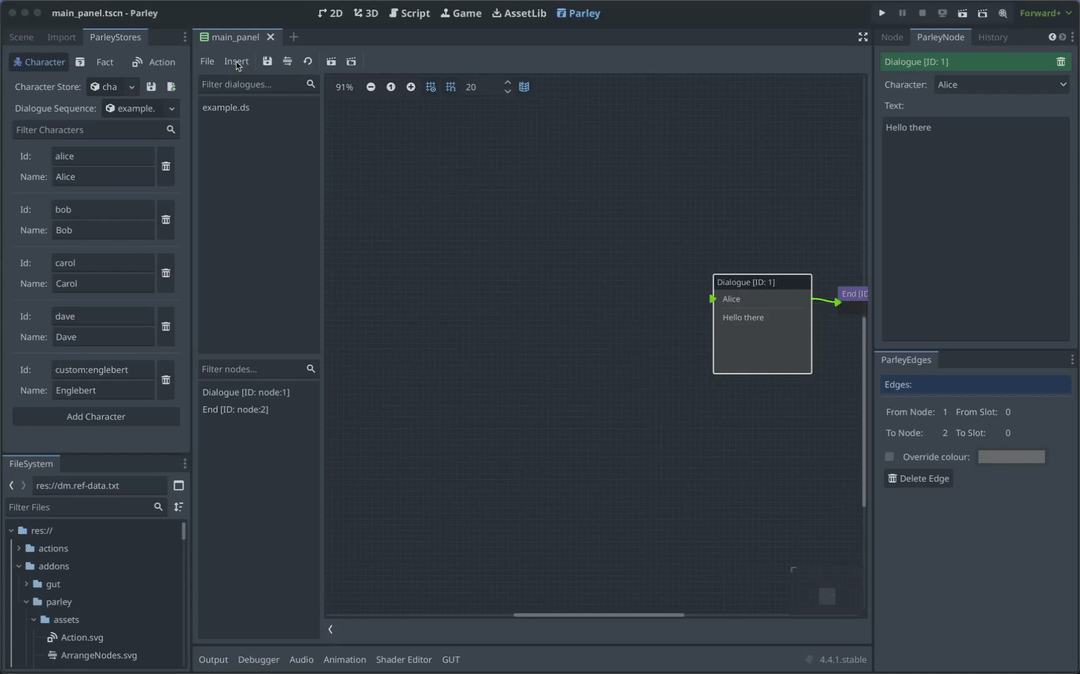 main_panel.tscn - Parley
2D 3D Script Game AssetLib Parley
Forward+
Scene Import ParleyStores
main_panel
Node ParleyNode History
Character Fact Action
File Insert
Character Store: cha
Dialogue Sequence: example.
Filter Characters
Id: alice
Name: Alice
Id: bob
Name: Bob
Id: carol
Name: Carol
Id: dave
Name: Dave
Id: custom:englebert
Name: Englebert
Add Character
FileSystem
res://dm.ref-data.txt
Filter Files
res://
actions
addons
gut
parley
assets
Action.svg
ArrangeNodes.svg
Filter dialogues...
example.ds
Filter nodes...
Dialogue [ID: node:1]
End [ID: node:2]
91% 1 20
Dialogue [ID: 1]
Alice
Hello there
End [ID
Output Debugger Audio Animation Shader Editor GUT
4.4.1.stable
Dialogue [ID: 1]
Character: Alice
Text:
Hello there
ParleyEdges
Edges:
From Node: 1 From Slot: 0
To Node: 2 To Slot: 0
Override colour:
Delete Edge